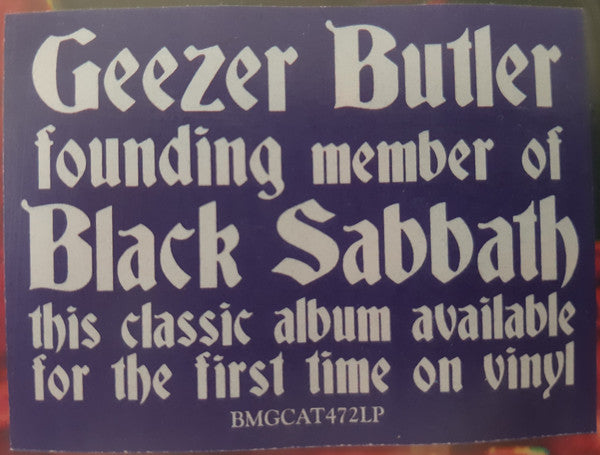 Geezer Butler
founding member of
Black Sabbath
this classic album available
for the first time on vinyl
BMGCAT472LP